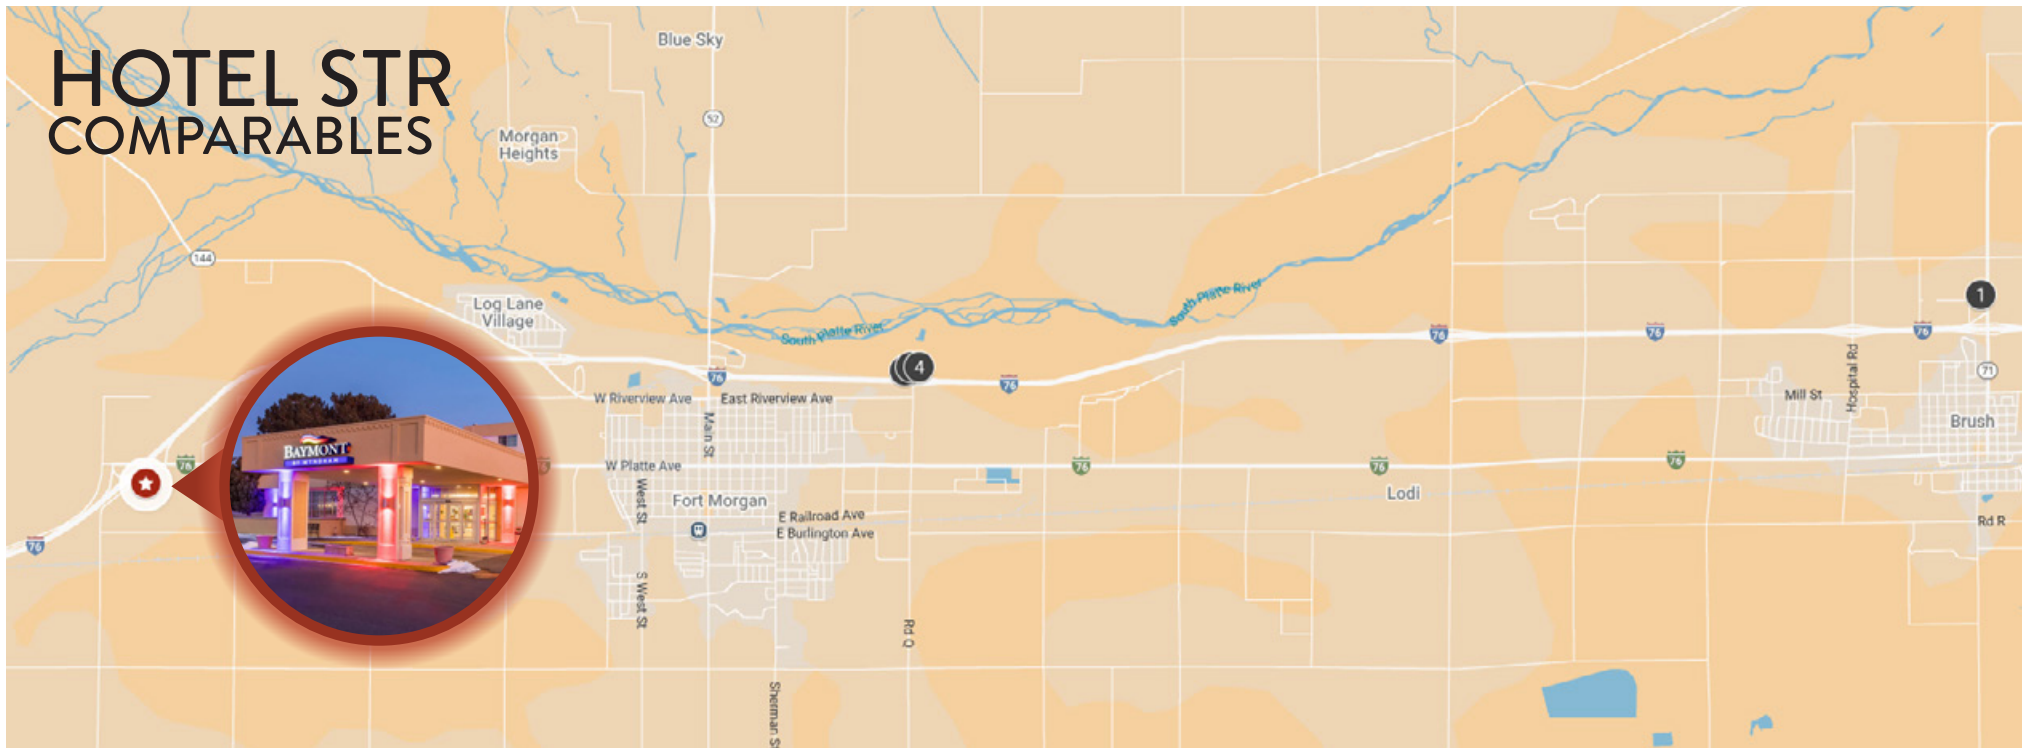 HOTEL STR
COMPARABLES
Blue Sky
52
Morgan
Heights
144
Log Lane
Village
South Platte River
South Platte River
1
4
76
76
76
76
76
71
W Riverview Ave
East Riverview Ave
Main St
Mill St
Hospital Rd
Brush
BAYMONT
BY WYNDHAM
76
W Platte Ave
76
76
76
West St
Fort Morgan
Lodi
E Railroad Ave
E Burlington Ave
Rd R
76
S West St
Rd Q
Sherman St